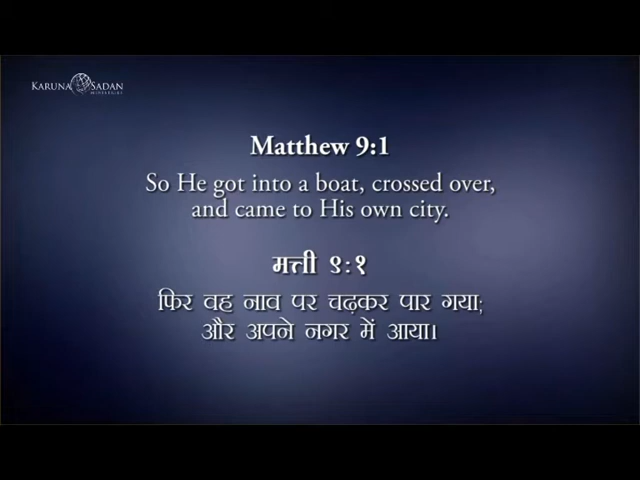 KARUNA SADAN
MINISTRIES
Matthew 9:1
So He got into a boat, crossed over,
and came to His own city.
मत्ती ९:१
फिर वह नाव पर चढ़कर पार गया;
और अपने नगर में आया।